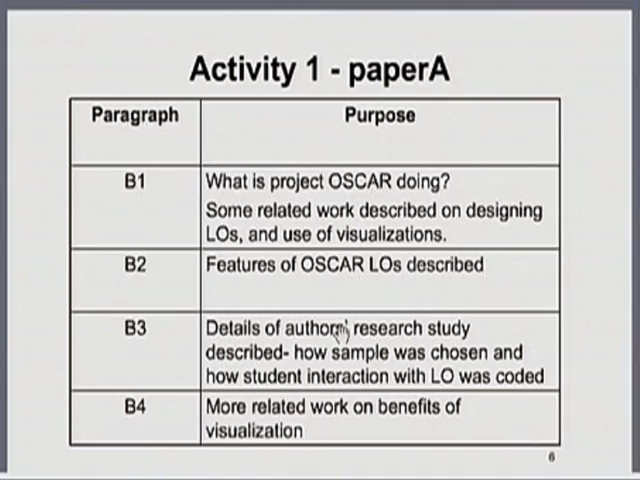 Activity 1 - paperA
Paragraph Purpose
B1 What is project OSCAR doing?
Some related work described on designing
LOs, and use of visualizations.
B2 Features of OSCAR LOs described
B3 Details of authors' research study
described- how sample was chosen and
how student interaction with LO was coded
B4 More related work on benefits of
visualization
6